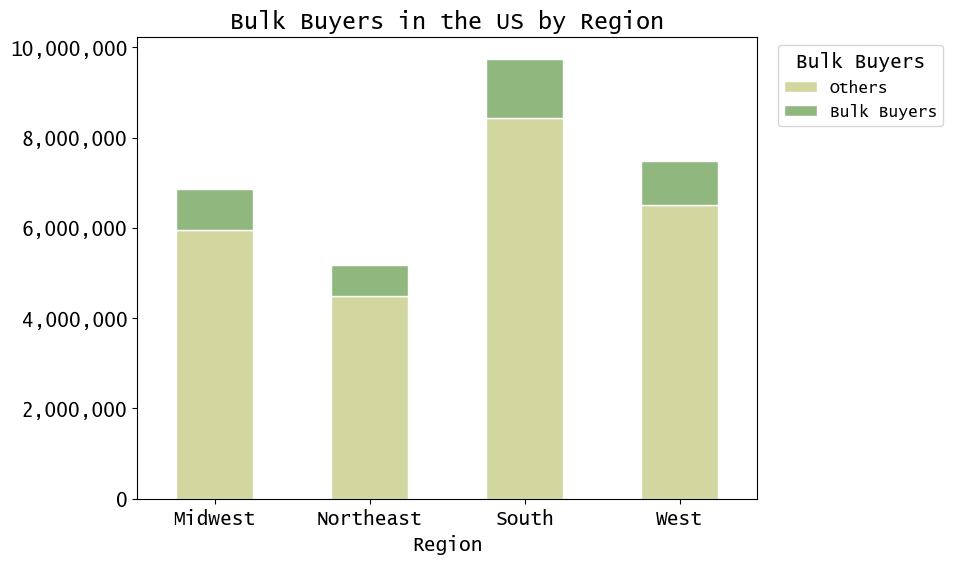 Bulk Buyers in the US by Region
10,000,000
8,000,000
6,000,000
4,000,000
2,000,000
0
Midwest Northeast South West
Region
Bulk Buyers
Others
Bulk Buyers